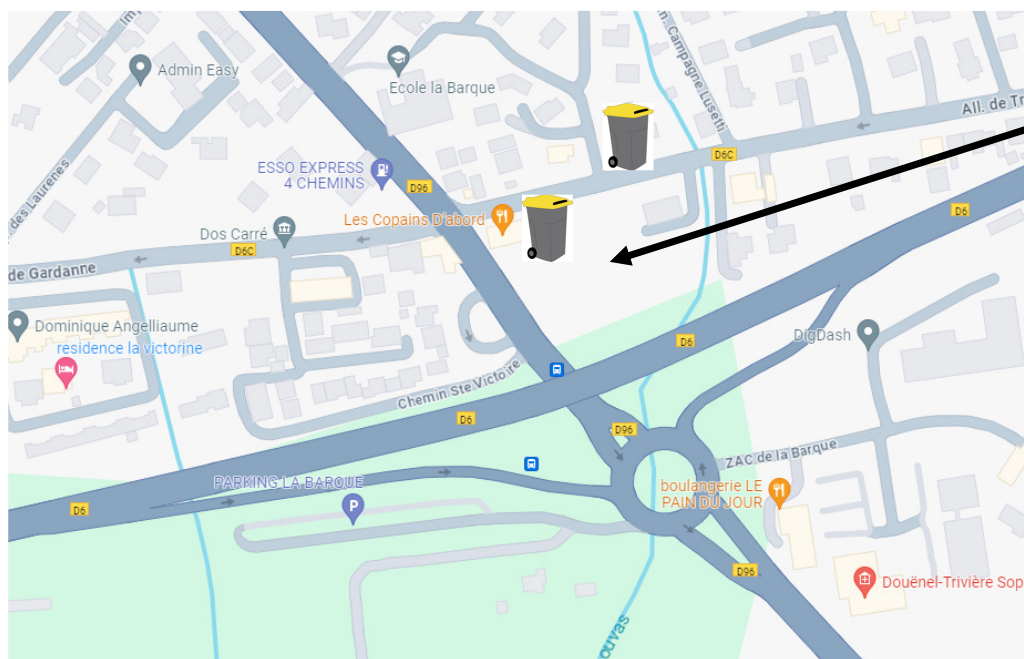 Admin Easy
Ecole la Barque
Campagne Lusetti
All. de Tr
D6C
ESSO EXPRESS
4 CHEMINS
D96
des Laurenes
Les Copains D'abord
D6
Dos Carré
D6C
de Gardanne
Dominique Angelliaume
residence la victorine
D6
DigDash
Chemin Ste Victoire
D6
D96
ZAC de la Barque
PARKING LA BARQUE
P
boulangerie LE
PAIN DU JOUR
D6
D96
Douënel-Trivière Sop
ouvas